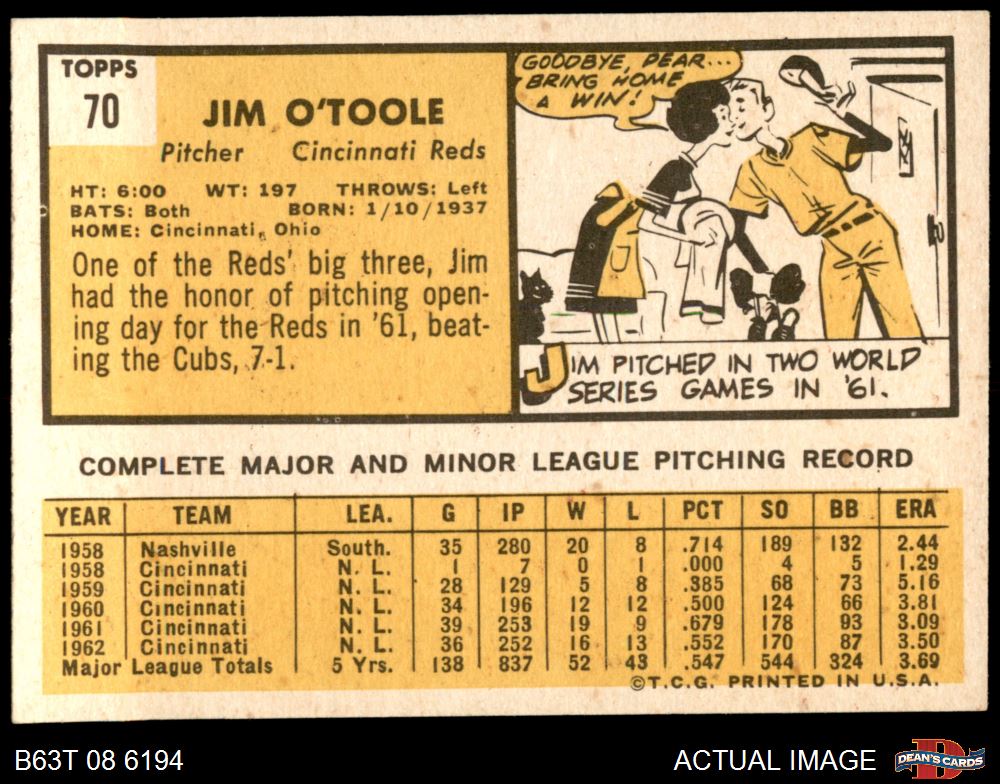 TOPPS
70
JIM O'TOOLE
Pitcher Cincinnati Reds
HT: 6:00 WT: 197 THROWS: Left
BATS: Both BORN: 1/10/1937
HOME: Cincinnati, Ohio
One of the Reds' big three, Jim
had the honor of pitching open-
ing day for the Reds in '61, beat-
ing the Cubs, 7-1.
GOODBYE, DEAR...
BRING HOME
A WIN!
JIM PITCHED IN TWO WORLD
SERIES GAMES IN '61.
COMPLETE MAJOR AND MINOR LEAGUE PITCHING RECORD
YEAR TEAM LEA. G IP W L PCT SO BB ERA
1958 Nashville South. 35 280 20 8 .714 189 132 2.44
1958 Cincinnati N. L. 1 7 0 1 .000 4 5 1.29
1959 Cincinnati N. L. 28 129 5 8 .385 68 73 5.16
1960 Cincinnati N. L. 34 196 12 12 .500 124 66 3.81
1961 Cincinnati N. L. 39 253 19 9 .679 178 93 3.09
1962 Cincinnati N. L. 36 252 16 13 .552 170 87 3.50
Major League Totals 5 Yrs. 138 837 52 43 .547 544 324 3.69
©T.C.G. PRINTED IN U.S.A.
B63T 08 6194 ACTUAL IMAGE
D
DEAN'S CARDS